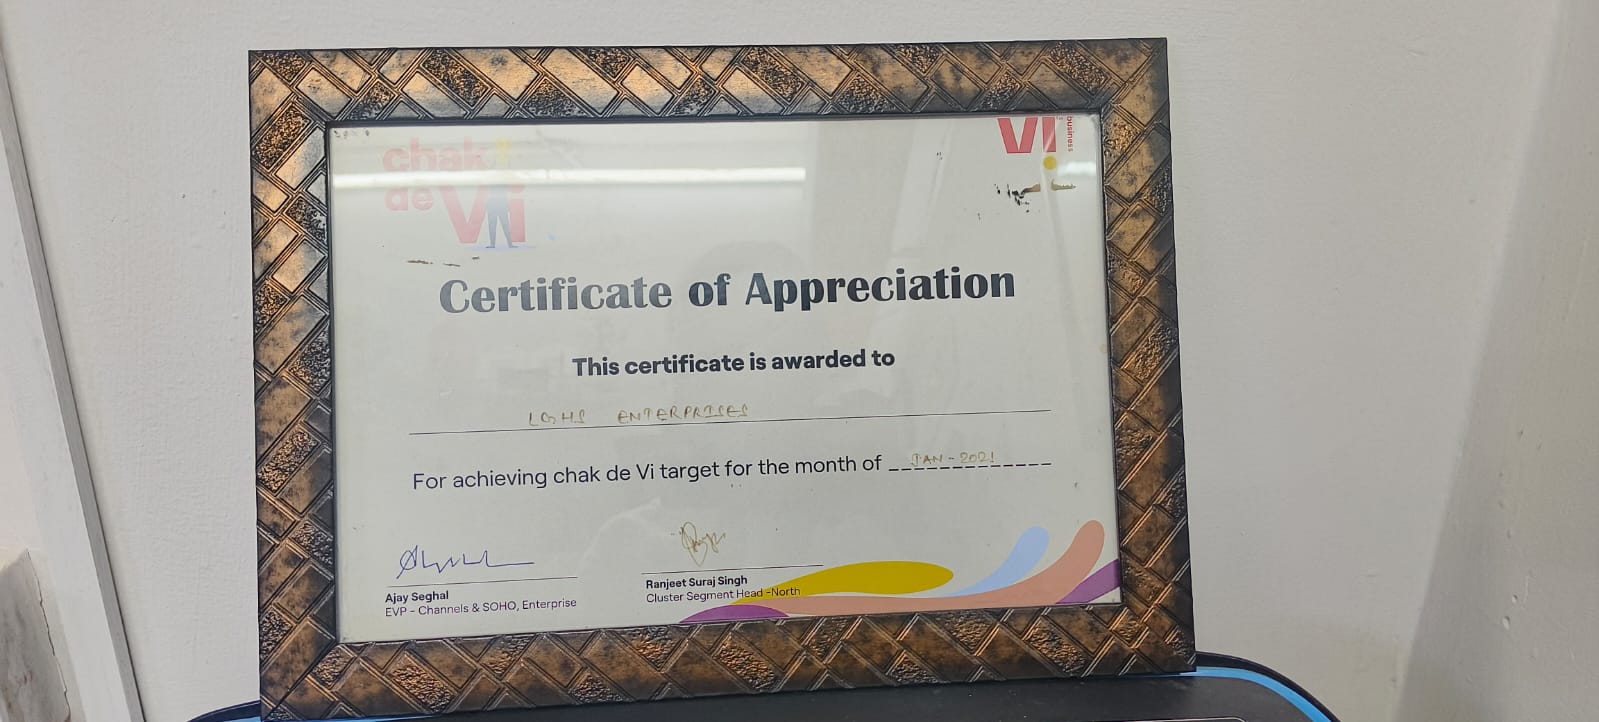 chak
de Vi
VI
business
Certificate of Appreciation
This certificate is awarded to
LGHS ENTERPRISES
For achieving chak de Vi target for the month of JAN-2021
Ajay Seghal
EVP - Channels & SOHO, Enterprise
Ranjeet Suraj Singh
Cluster Segment Head -North